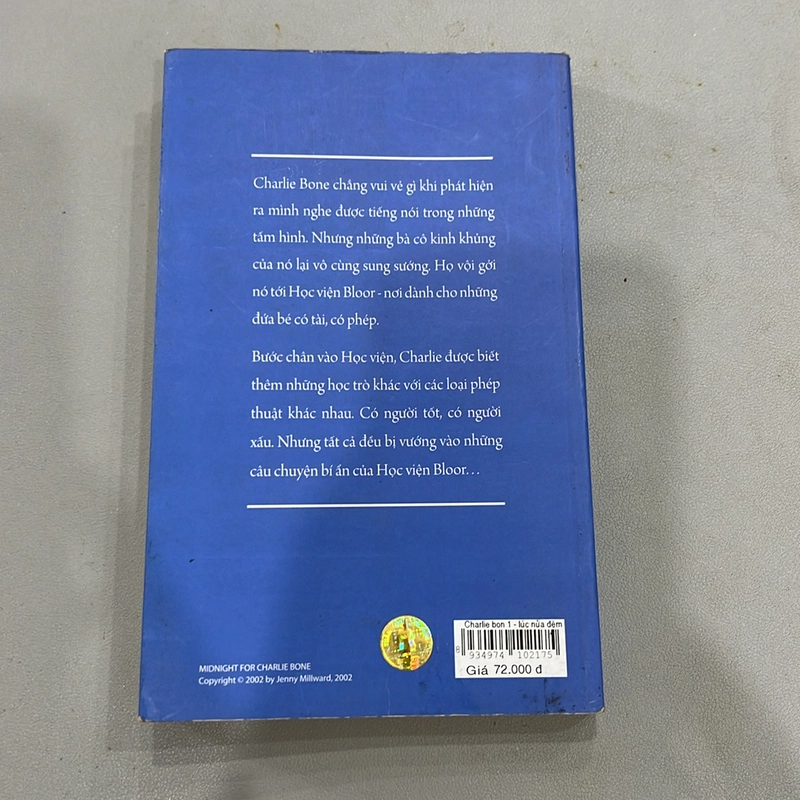 Charlie Bone chẳng vui vẻ gì khi phát hiện
ra mình nghe được tiếng nói trong những
tấm hình. Nhưng những bà cô kinh khủng
của nó lại vô cùng sung sướng. Họ vội gởi
nó tới Học viện Bloor - nơi dành cho những
đứa bé có tài, có phép.
Bước chân vào Học viện, Charlie được biết
thêm những học trò khác với các loại phép
thuật khác nhau. Có người tốt, có người
xấu. Nhưng tất cả đều bị vướng vào những
câu chuyện bí ẩn của Học viện Bloor...
MIDNIGHT FOR CHARLIE BONE
Copyright © 2002 by Jenny Millward, 2002
Charlie bon 1 - lúc nửa đêm
8 934974 102175
Giá 72.000 đ